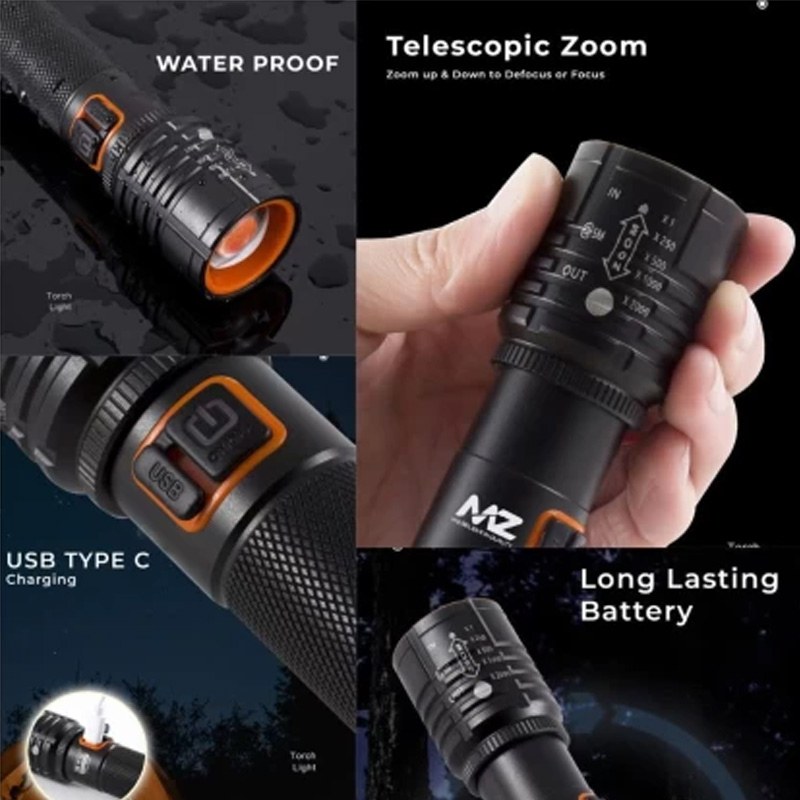 WATER PROOF
Torch
Light
Telescopic Zoom
Zoom up & Down to Defocus or Focus
IN
X 1
X 250
X 500
X 1000
X 2000
ZOOM
OUT
MZ
USB
USB TYPE C
Charging
Torch
Light
Long Lasting
Battery